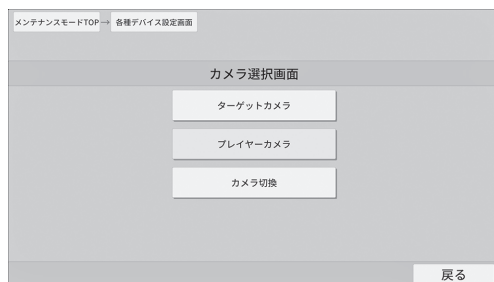 メンテナンスモードTOP→ 各種デバイス設定画面
カメラ選択画面
ターゲットカメラ
プレイヤーカメラ
カメラ切換
戻る